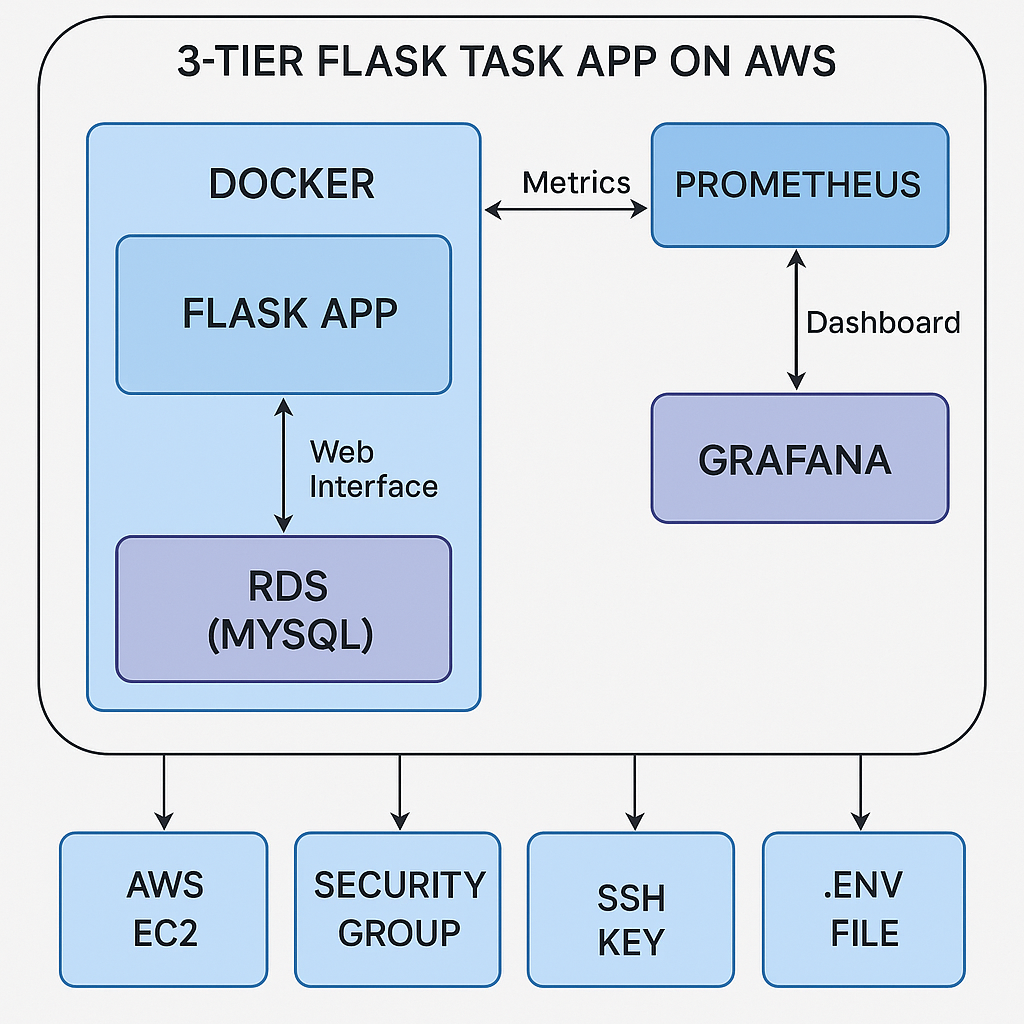 3-TIER FLASK TASK APP ON AWS
DOCKER
FLASK APP
Web
Interface
RDS
(MYSQL)
Metrics
PROMETHEUS
Dashboard
GRAFANA
AWS
EC2
SECURITY
GROUP
SSH
KEY
.ENV
FILE